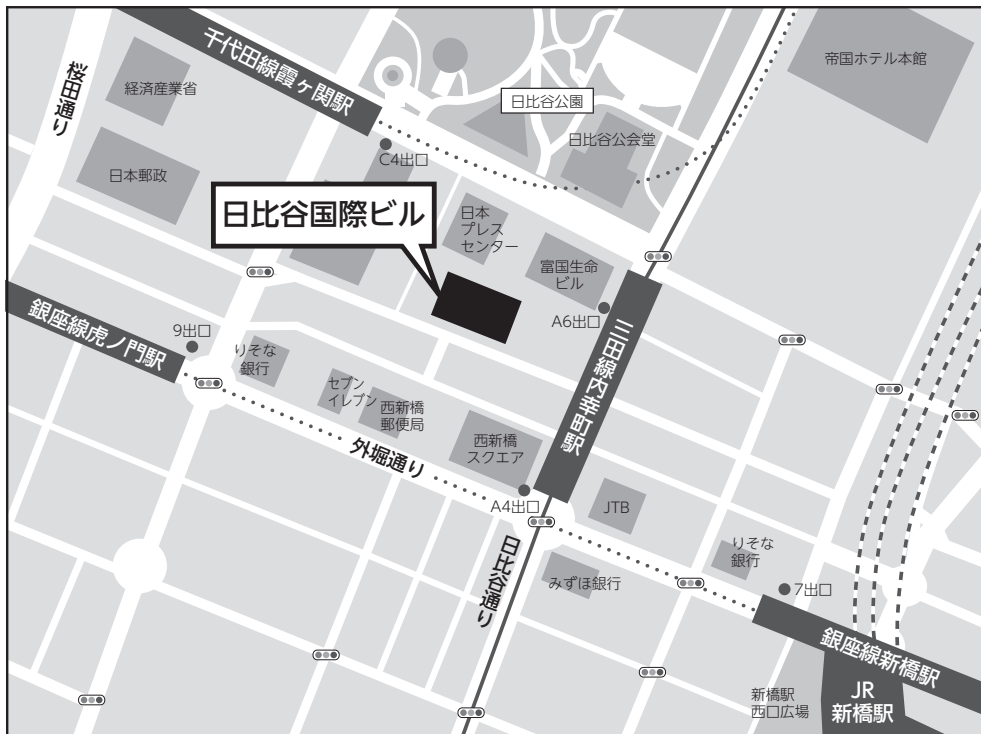 千代田線霞ヶ関駅
桜田通り
経済産業省
帝国ホテル本館
日比谷公園
日比谷公会堂
C4出口
日本郵政
日比谷国際ビル
日本
プレス
センター
富国生命
ビル
A6出口
三田線内幸町駅
銀座線虎ノ門駅
9出口
りそな
銀行
セブン
イレブン
西新橋
郵便局
西新橋
スクエア
外堀通り
A4出口
JTB
日比谷通り
みずほ銀行
りそな
銀行
7出口
銀座線新橋駅
新橋駅
西口広場
JR
新橋駅